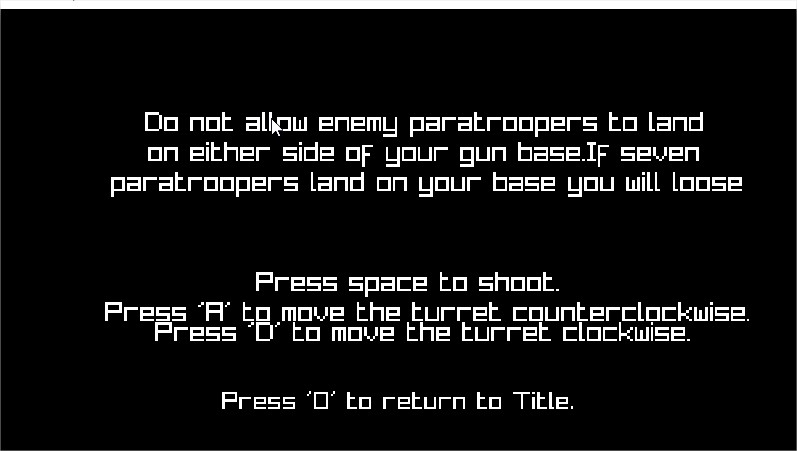 Do not allow enemy paratroopers to land
on either side of your gun base.If seven
paratroopers land on your base you will loose
Press space to shoot.
Press 'A' to move the turret counterclockwise.
Press 'D' to move the turret clockwise.
Press 'O' to return to Title.